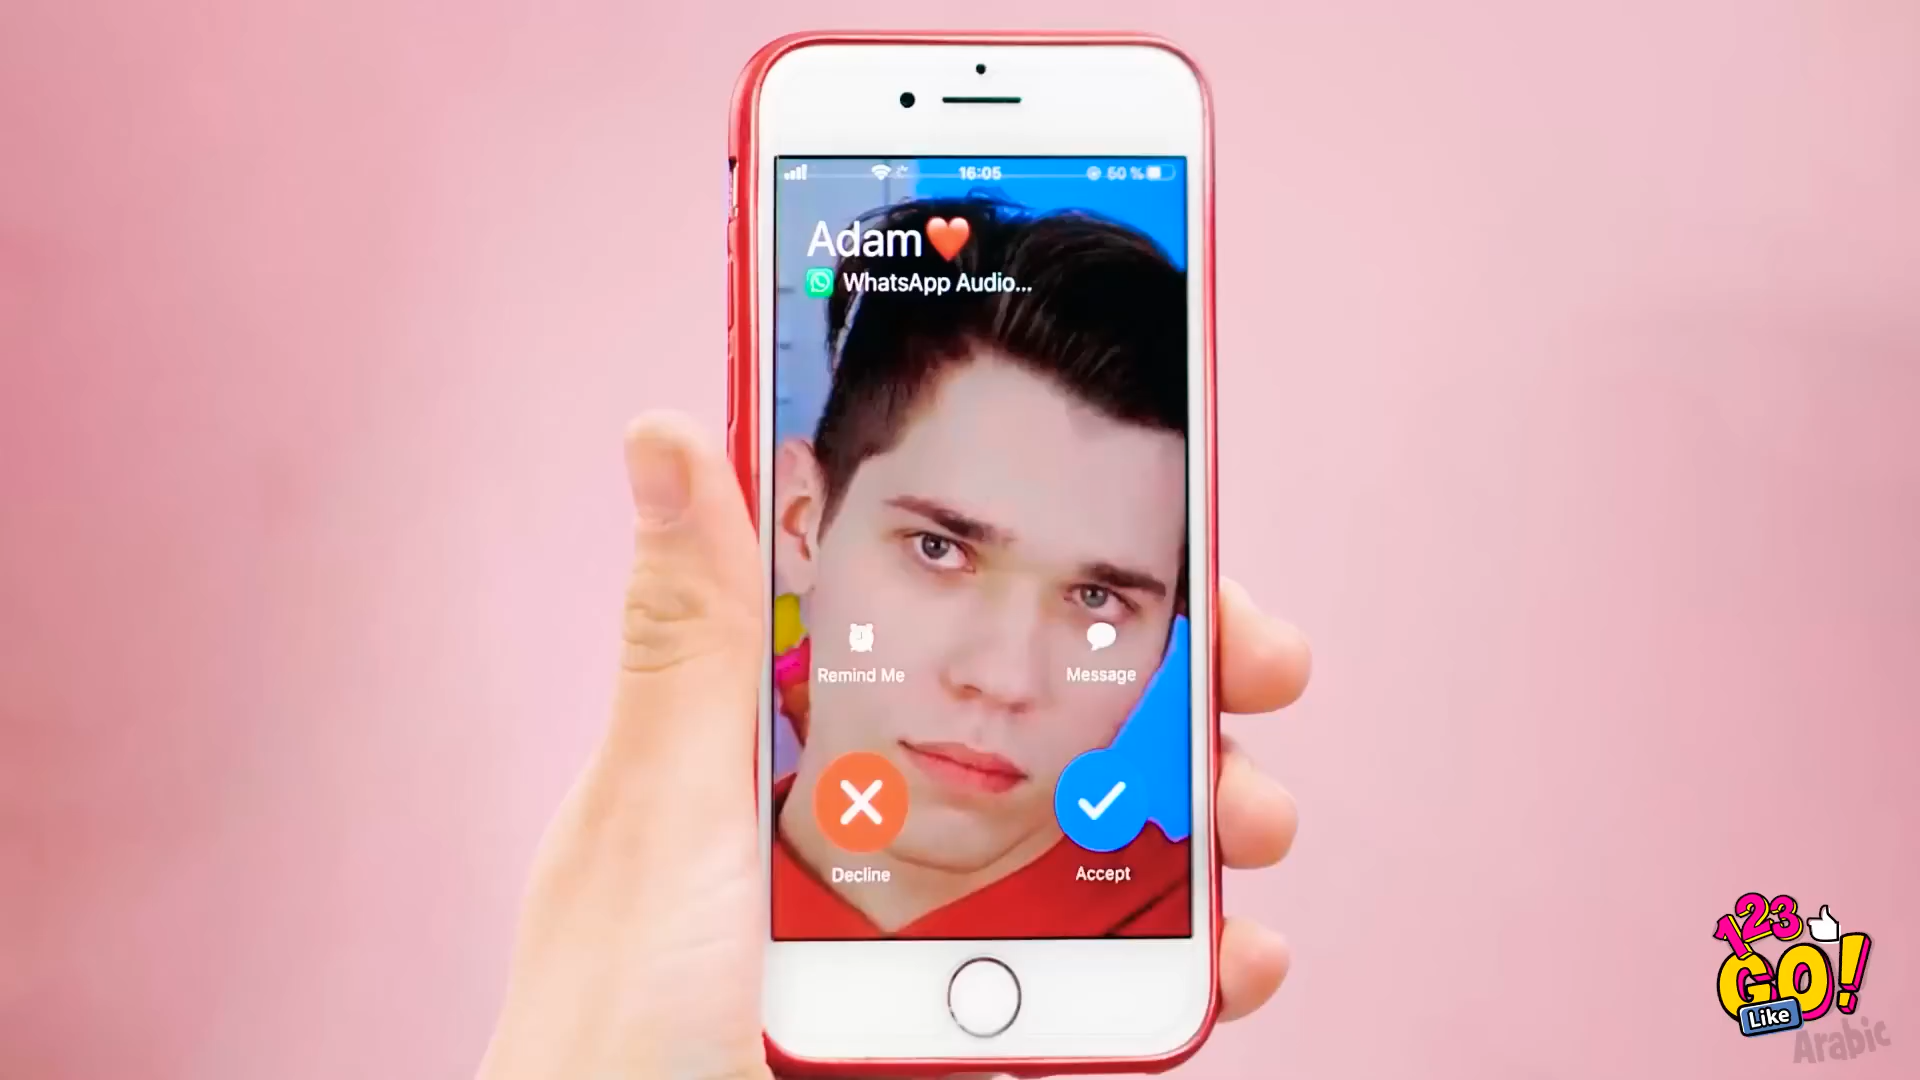 16:05
50 %
Adam❤️
WhatsApp Audio...
Remind Me
Message
Decline
Accept
123
GO!
Like
Arabic